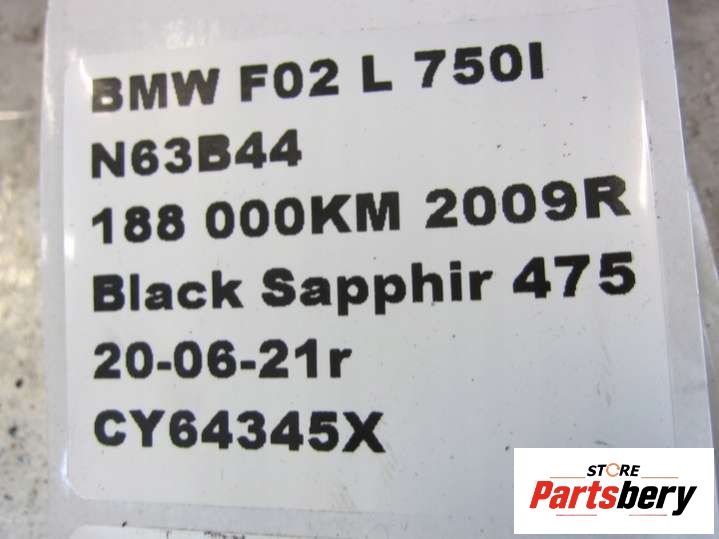 BMW F02 L 750I
N63B44
188 000KM 2009R
Black Sapphir 475
20-06-21r
CY64345X
STORE
Partsbery